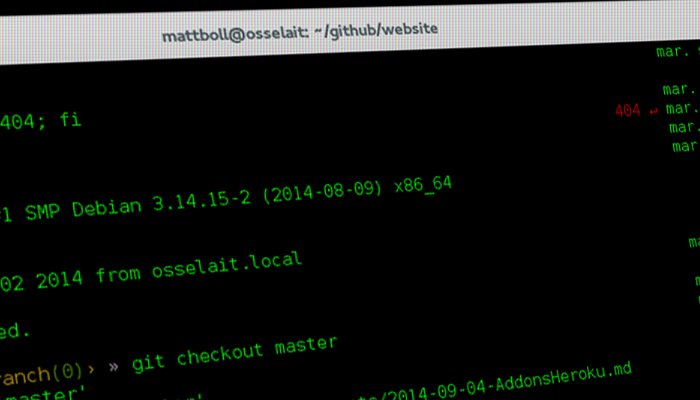 mattboll@osselait: ~/github/website
mar.
404; fi
mar.
404 ↵ mar.
mar.
mar
1 SMP Debian 3.14.15-2 (2014-08-09) x86_64
02 2014 from osselait.local
ed.
ranch(0)› » git checkout master
master'
/2014-09-04-AddonsHeroku.md